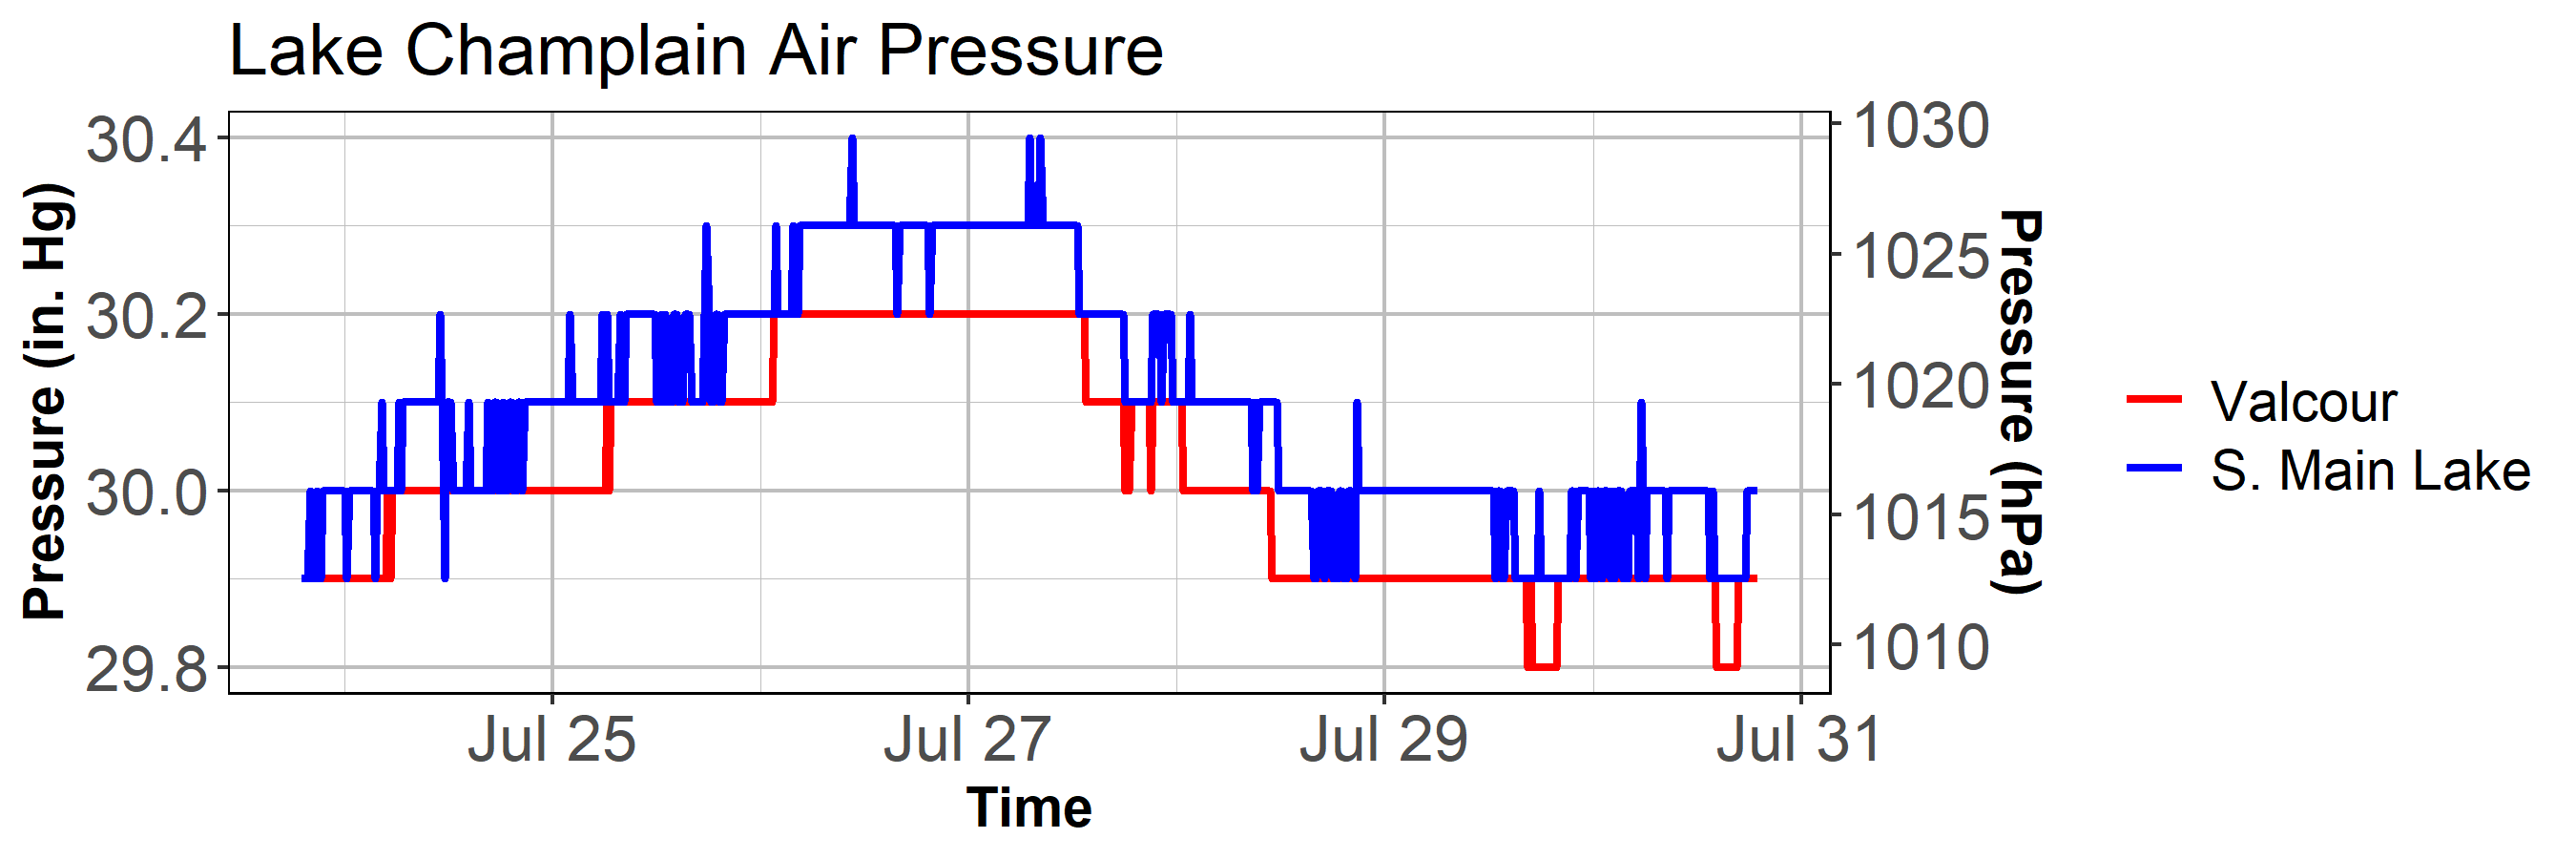 Lake Champlain Air Pressure
Pressure (in. Hg)
30.4
30.2
30.0
29.8
1030
1025
1020
1015
1010
Pressure (hPa)
Jul 25
Jul 27
Jul 29
Jul 31
Time
Valcour
S. Main Lake